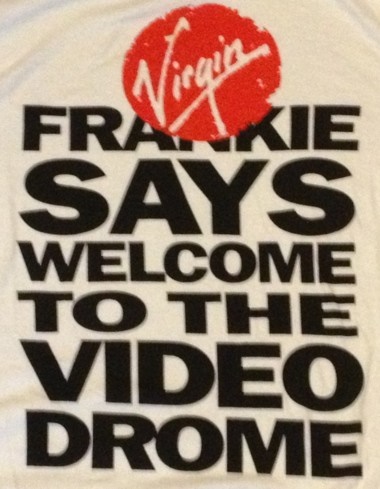 Virgin
FRANKIE
SAYS
WELCOME
TO THE
VIDEO
DROME